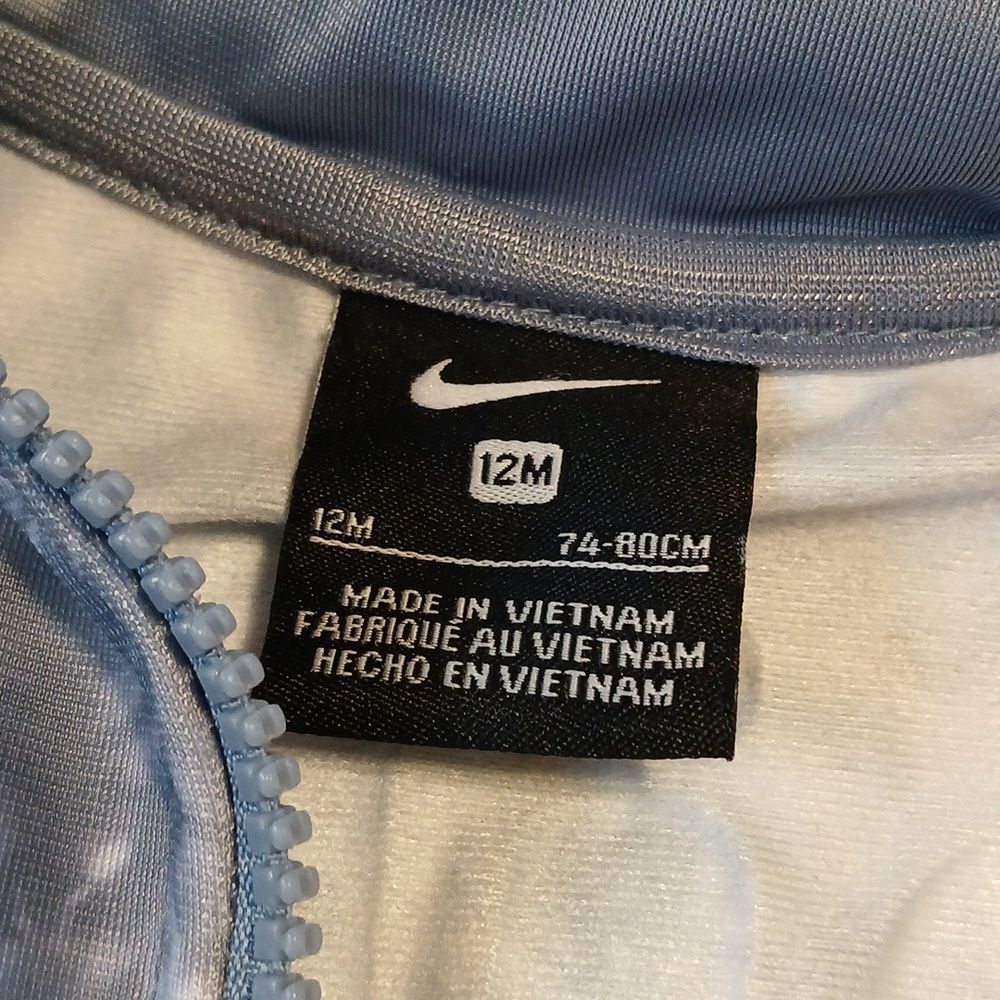 12M
12M 74-80CM
MADE IN VIETNAM
FABRIQUÉ AU VIETNAM
HECHO EN VIETNAM